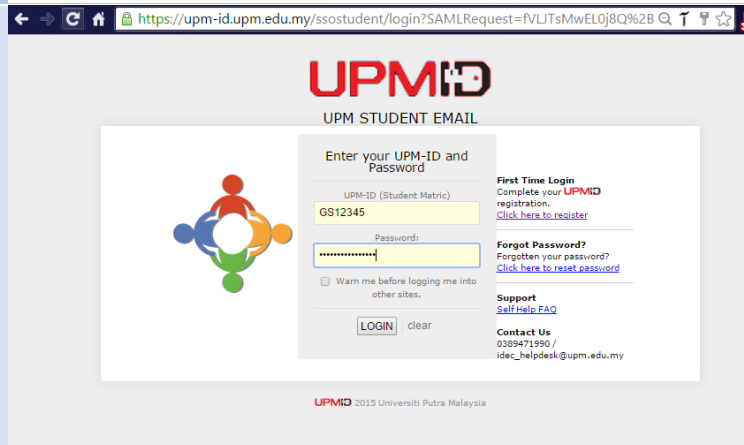 https://upm-id.upm.edu.my/ssostudent/login?SAMLRequest=fVLJTsMwEL0j8Q%2B
UPMID
UPM STUDENT EMAIL
Enter your UPM-ID and
Password
UPM-ID (Student Matric)
GS12345
Password:
••••••••••••••••
Warn me before logging me into
other sites.
LOGIN clear
First Time Login
Complete your UPMID
registration.
Click here to register
Forgot Password?
Forgotten your password?
Click here to reset password
Support
Self Help FAQ
Contact Us
0389471990 /
idec_helpdesk@upm.edu.my
UPMID 2015 Universiti Putra Malaysia